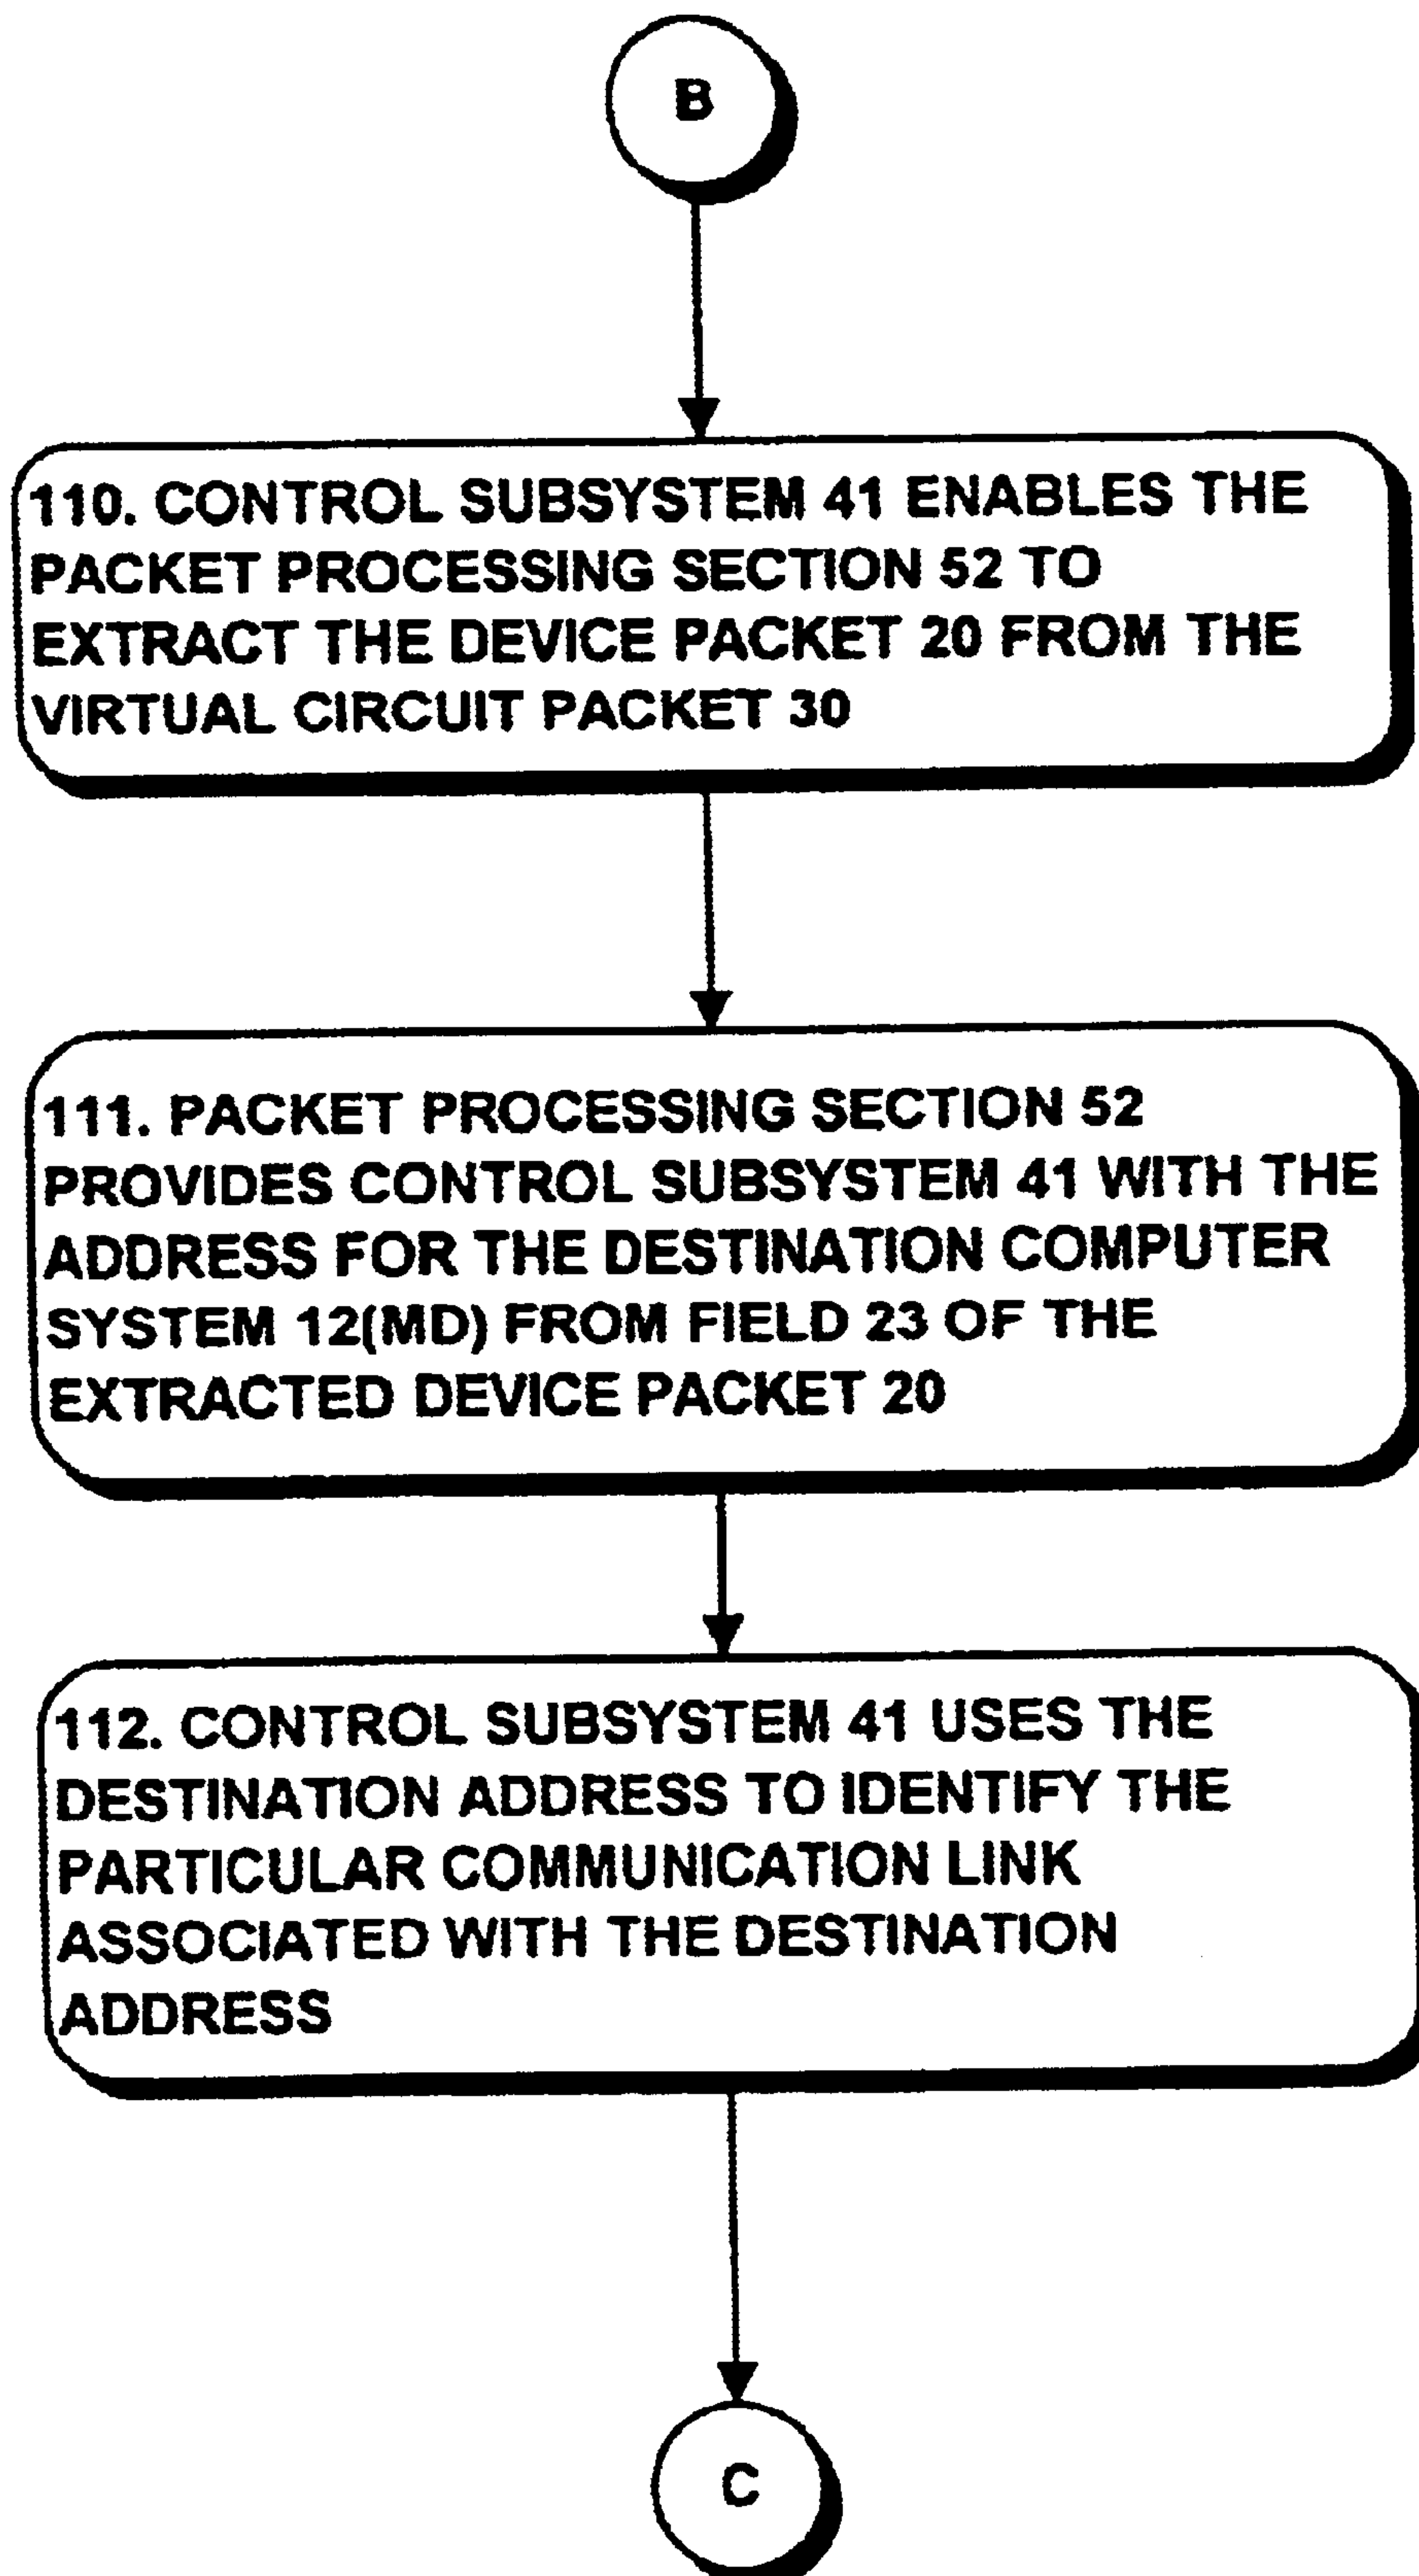 B
110. CONTROL SUBSYSTEM 41 ENABLES THE
PACKET PROCESSING SECTION 52 TO
EXTRACT THE DEVICE PACKET 20 FROM THE
VIRTUAL CIRCUIT PACKET 30
111. PACKET PROCESSING SECTION 52
PROVIDES CONTROL SUBSYSTEM 41 WITH THE
ADDRESS FOR THE DESTINATION COMPUTER
SYSTEM 12(MD) FROM FIELD 23 OF THE
EXTRACTED DEVICE PACKET 20
112. CONTROL SUBSYSTEM 41 USES THE
DESTINATION ADDRESS TO IDENTIFY THE
PARTICULAR COMMUNICATION LINK
ASSOCIATED WITH THE DESTINATION
ADDRESS
C